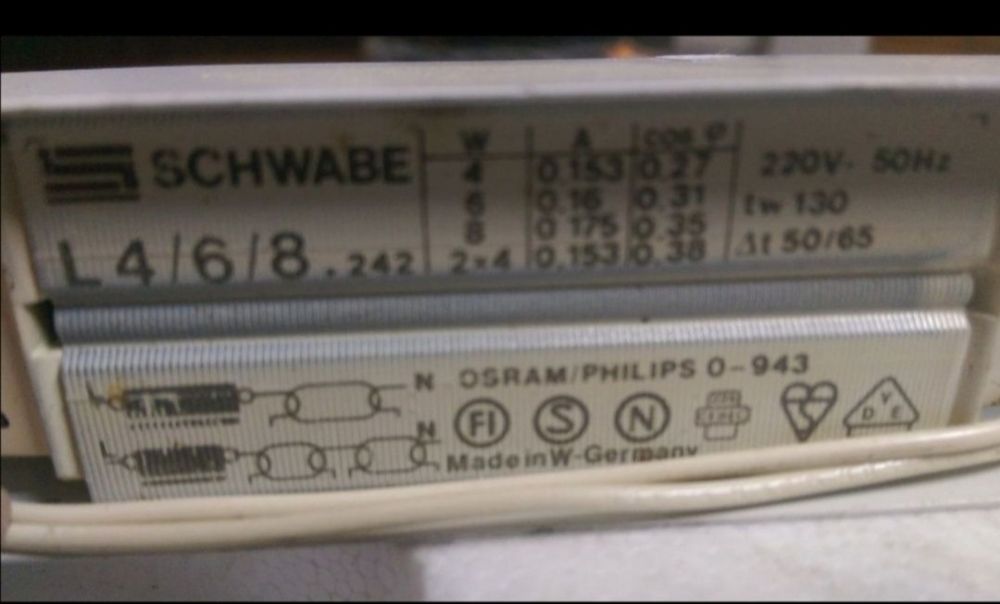 SCHWABE
L4/6/8.242
W A cos φ
4 0.153 0.27
6 0.16 0.31
8 0.175 0.35
2×4 0.153 0.38
220V~ 50Hz
tw 130
Δt 50/65
L N
OSRAM/PHILIPS 0-943
FI S N
D V E
L N
Made in W-Germany